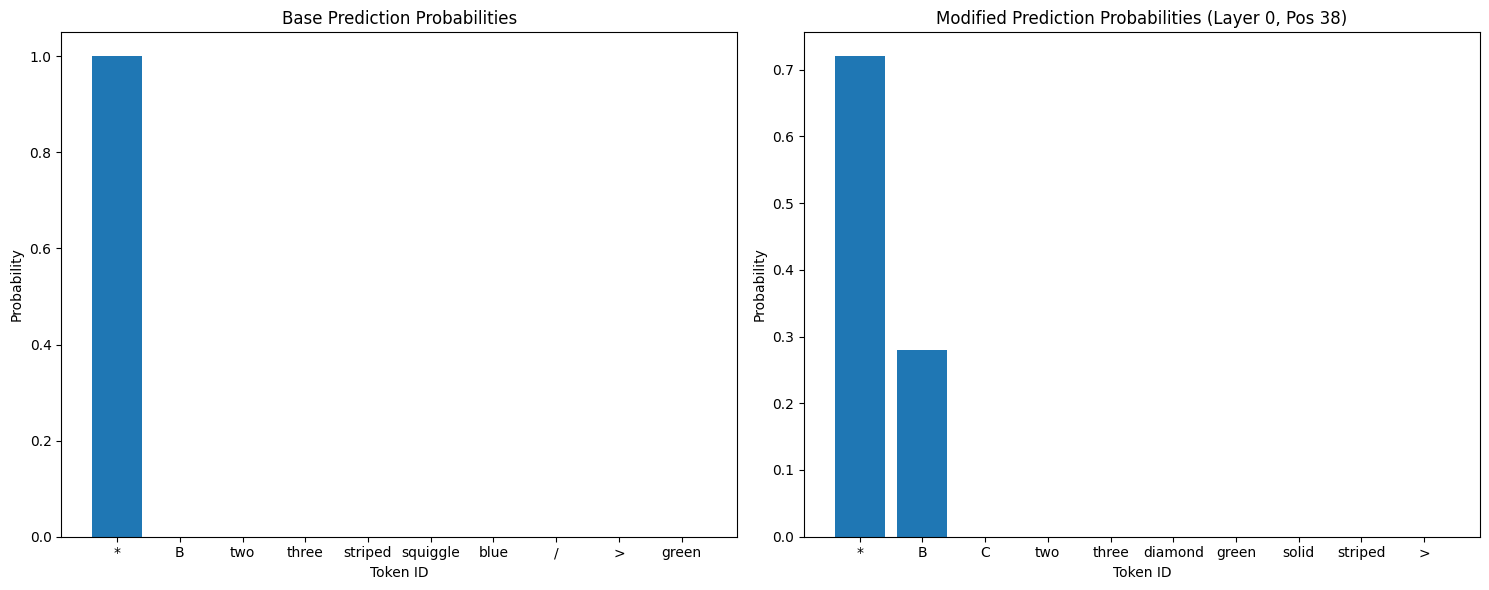 Base Prediction Probabilities
Probability
1.0
0.8
0.6
0.4
0.2
0.0
* B two three striped squiggle blue / > green
Token ID
Modified Prediction Probabilities (Layer 0, Pos 38)
Probability
0.7
0.6
0.5
0.4
0.3
0.2
0.1
0.0
* B C two three diamond green solid striped >
Token ID